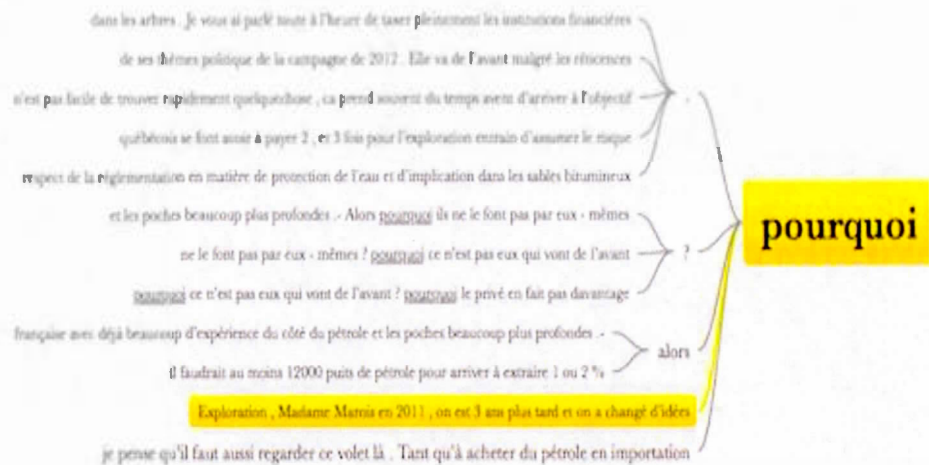 dans les arbres . Je vous ai parlé toute à l'heure de taxer pleinement les institutions financières
de ses thèmes politique de la campagne de 2012 . Elle va de l'avant malgré les réticences
n'est pas facile de trouver rapidement quelquechose , ca prend souvent du temps avent d'arriver à l'objectif
.
québécois se font avoir à payer 2 , et 3 fois pour l'exploration entrain d'assumer le risque
respect de la réglementation en matière de protection de l'eau et d'implication dans les sables bitumineux
et les poches beaucoup plus profondes .- Alors pourquoi ils ne le font pas par eux - mêmes
pourquoi
ne le font pas par eux - mêmes ? pourquoi ce n'est pas eux qui vont de l'avant
?
pourquoi ce n'est pas eux qui vont de l'avant ? pourquoi le privé en fait pas davantage
française avec déjà beaucoup d'expérience du côté du pétrole et les poches beaucoup plus profondes .-
alors
il faudrait au moins 12000 puits de pétrole pour arriver à extraire 1 ou 2 %
Exploration , Madame Marois en 2011 , on est 3 ans plus tard et on a changé d'idées
je pense qu'il faut aussi regarder ce volet là . Tant qu'à acheter du pétrole en importation